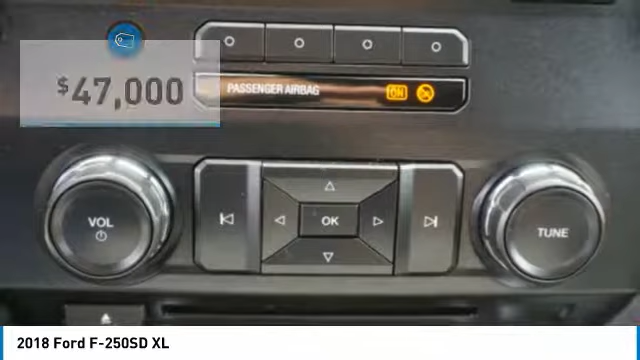 $47,000
PASSENGER AIRBAG ON
VOL
OK
TUNE
2018 Ford F-250SD XL